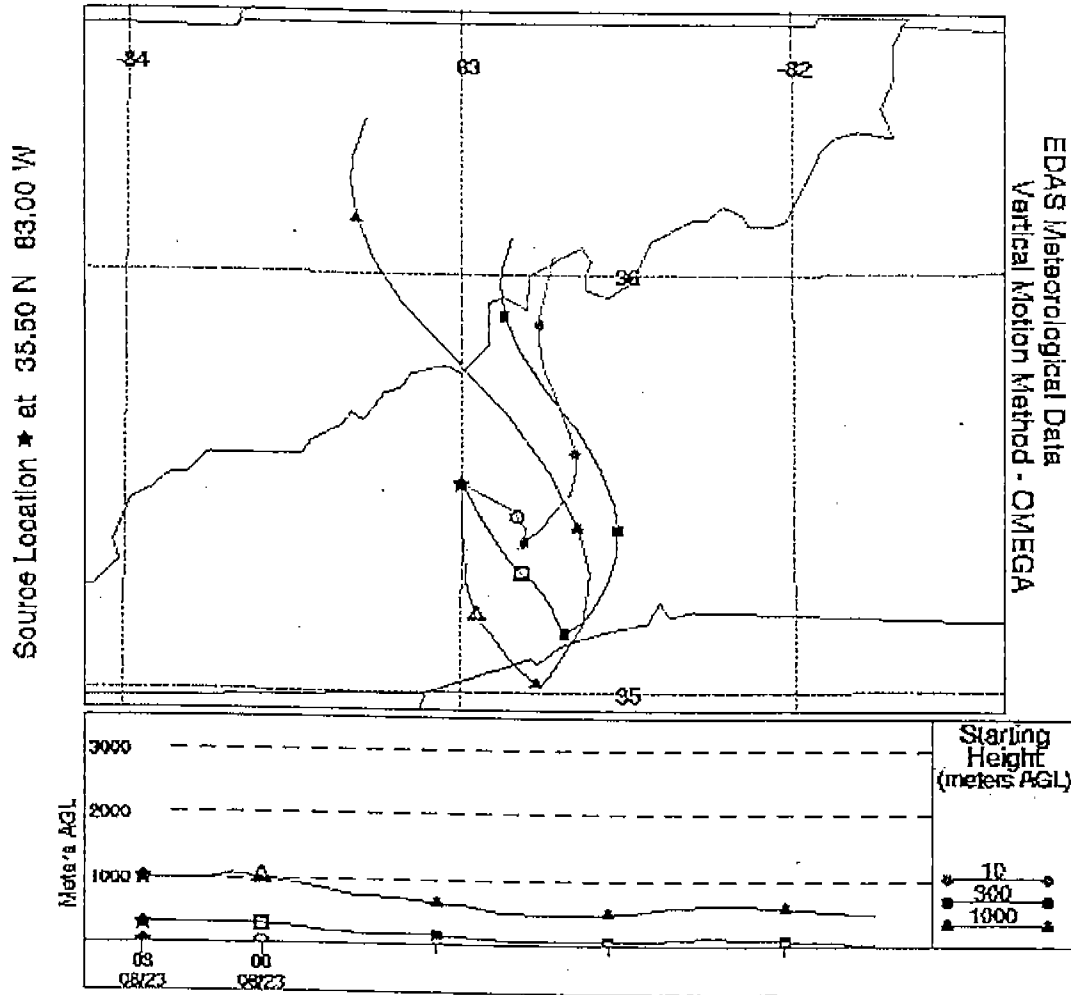 Source Location ★ at 35.50 N 83.00 W
-84
83
-82
36
35
EDAS Meteorological Data
Vertical Motion Method - OMEGA
3000
2000
1000
Meters AGL
Starting
Height
(meters AGL)
10
300
1000
03
08/23
00
08/23